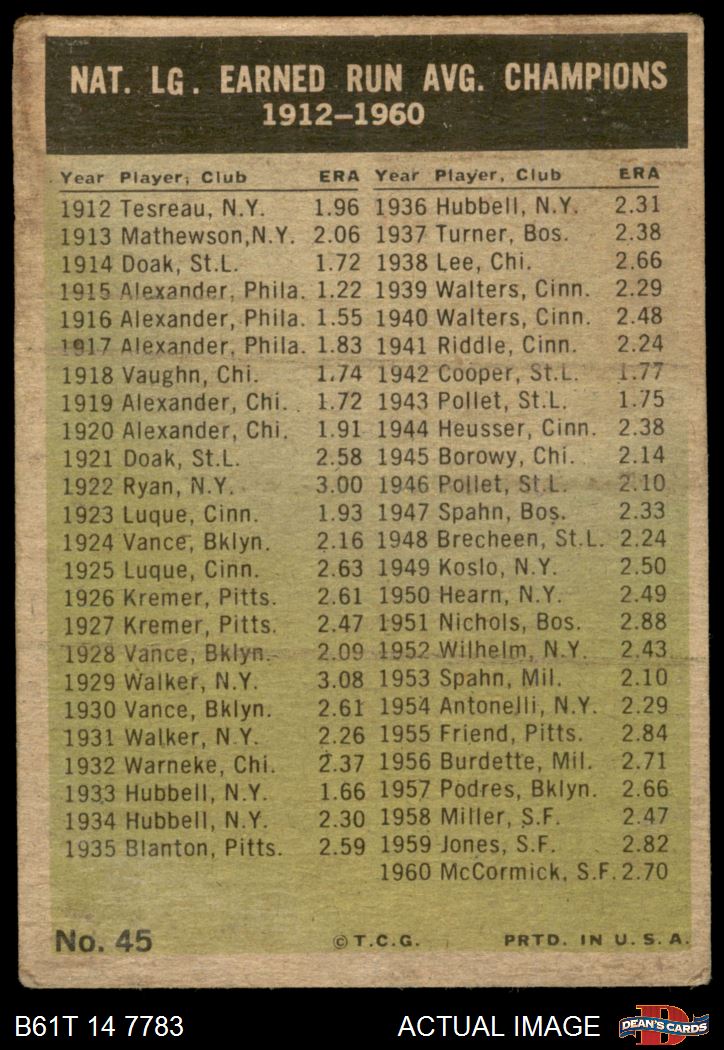 NAT. LG. EARNED RUN AVG. CHAMPIONS
1912–1960
Year Player, Club ERA
1912 Tesreau, N.Y. 1.96
1913 Mathewson,N.Y. 2.06
1914 Doak, St.L. 1.72
1915 Alexander, Phila. 1.22
1916 Alexander, Phila. 1.55
1917 Alexander, Phila. 1.83
1918 Vaughn, Chi. 1.74
1919 Alexander, Chi. 1.72
1920 Alexander, Chi. 1.91
1921 Doak, St.L. 2.58
1922 Ryan, N.Y. 3.00
1923 Luque, Cinn. 1.93
1924 Vance, Bklyn. 2.16
1925 Luque, Cinn. 2.63
1926 Kremer, Pitts. 2.61
1927 Kremer, Pitts. 2.47
1928 Vance, Bklyn. 2.09
1929 Walker, N.Y. 3.08
1930 Vance, Bklyn. 2.61
1931 Walker, N.Y. 2.26
1932 Warneke, Chi. 2.37
1933 Hubbell, N.Y. 1.66
1934 Hubbell, N.Y. 2.30
1935 Blanton, Pitts. 2.59
Year Player, Club ERA
1936 Hubbell, N.Y. 2.31
1937 Turner, Bos. 2.38
1938 Lee, Chi. 2.66
1939 Walters, Cinn. 2.29
1940 Walters, Cinn. 2.48
1941 Riddle, Cinn. 2.24
1942 Cooper, St.L. 1.77
1943 Pollet, St.L. 1.75
1944 Heusser, Cinn. 2.38
1945 Borowy, Chi. 2.14
1946 Pollet, St.L. 2.10
1947 Spahn, Bos. 2.33
1948 Brecheen, St.L. 2.24
1949 Koslo, N.Y. 2.50
1950 Hearn, N.Y. 2.49
1951 Nichols, Bos. 2.88
1952 Wilhelm, N.Y. 2.43
1953 Spahn, Mil. 2.10
1954 Antonelli, N.Y. 2.29
1955 Friend, Pitts. 2.84
1956 Burdette, Mil. 2.71
1957 Podres, Bklyn. 2.66
1958 Miller, S.F. 2.47
1959 Jones, S.F. 2.82
1960 McCormick, S.F. 2.70
No. 45 ©T.C.G. PRTD. IN U.S.A.
B61T 14 7783 ACTUAL IMAGE DEAN'S CARDS